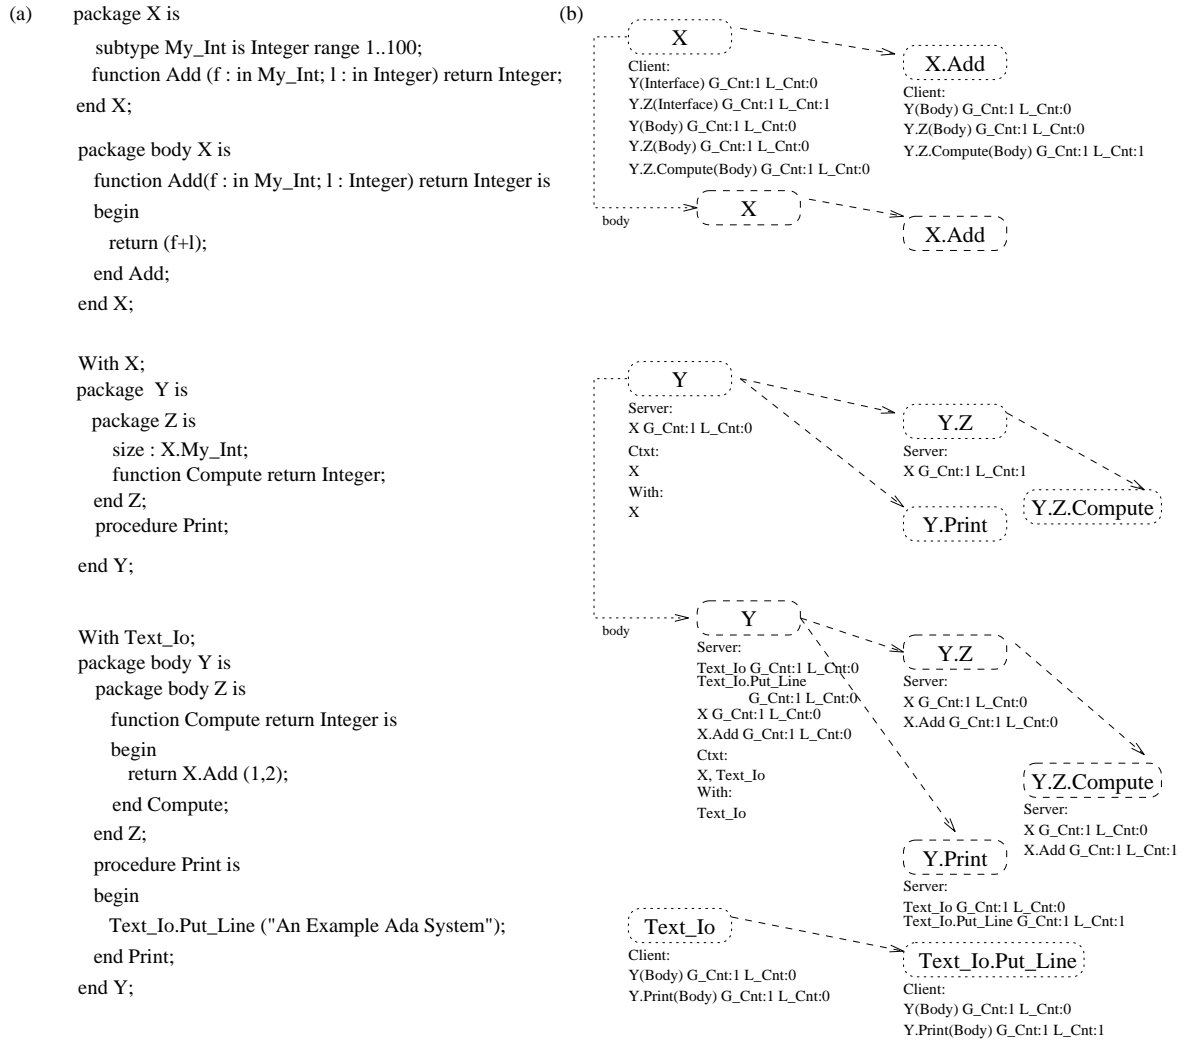 (a)
package X is
subtype My_Int is Integer range 1..100;
function Add (f : in My_Int; l : in Integer) return Integer;
end X;
package body X is
function Add(f : in My_Int; l : Integer) return Integer is
begin
return (f+l);
end Add;
end X;
With X;
package Y is
package Z is
size : X.My_Int;
function Compute return Integer;
end Z;
procedure Print;
end Y;
With Text_Io;
package body Y is
package body Z is
function Compute return Integer is
begin
return X.Add (1,2);
end Compute;
end Z;
procedure Print is
begin
Text_Io.Put_Line ("An Example Ada System");
end Print;
end Y;
(b)
X
Client:
Y(Interface) G_Cnt:1 L_Cnt:0
Y.Z(Interface) G_Cnt:1 L_Cnt:1
Y(Body) G_Cnt:1 L_Cnt:0
Y.Z(Body) G_Cnt:1 L_Cnt:0
Y.Z.Compute(Body) G_Cnt:1 L_Cnt:0
X.Add
Client:
Y(Body) G_Cnt:1 L_Cnt:0
Y.Z(Body) G_Cnt:1 L_Cnt:0
Y.Z.Compute(Body) G_Cnt:1 L_Cnt:1
body
X
X.Add
Y
Server:
X G_Cnt:1 L_Cnt:0
Ctxt:
X
With:
X
Y.Z
Server:
X G_Cnt:1 L_Cnt:1
Y.Z.Compute
Y.Print
body
Y
Server:
Text_Io G_Cnt:1 L_Cnt:0
Text_Io.Put_Line
G_Cnt:1 L_Cnt:0
X G_Cnt:1 L_Cnt:0
X.Add G_Cnt:1 L_Cnt:0
Ctxt:
X, Text_Io
With:
Text_Io
Y.Z
Server:
X G_Cnt:1 L_Cnt:0
X.Add G_Cnt:1 L_Cnt:0
Y.Z.Compute
Server:
X G_Cnt:1 L_Cnt:0
X.Add G_Cnt:1 L_Cnt:1
Y.Print
Server:
Text_Io G_Cnt:1 L_Cnt:0
Text_Io.Put_Line G_Cnt:1 L_Cnt:1
Text_Io
Client:
Y(Body) G_Cnt:1 L_Cnt:0
Y.Print(Body) G_Cnt:1 L_Cnt:0
Text_Io.Put_Line
Client:
Y(Body) G_Cnt:1 L_Cnt:0
Y.Print(Body) G_Cnt:1 L_Cnt:1